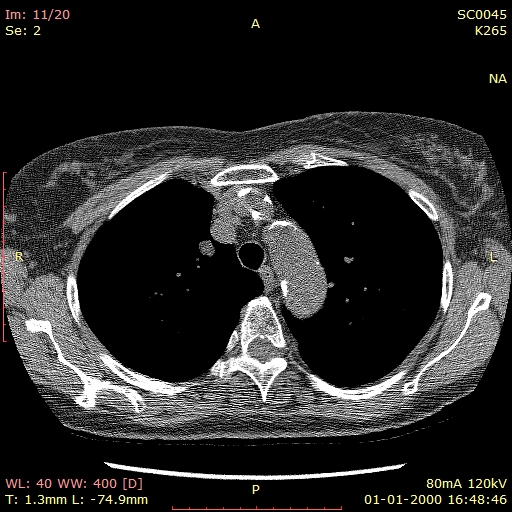 Im: 11/20
Se: 2
A
SC0045
K265
NA
R
L
WL: 40 WW: 400 [D]
T: 1.3mm L: -74.9mm
P
80mA 120kV
01-01-2000 16:48:46